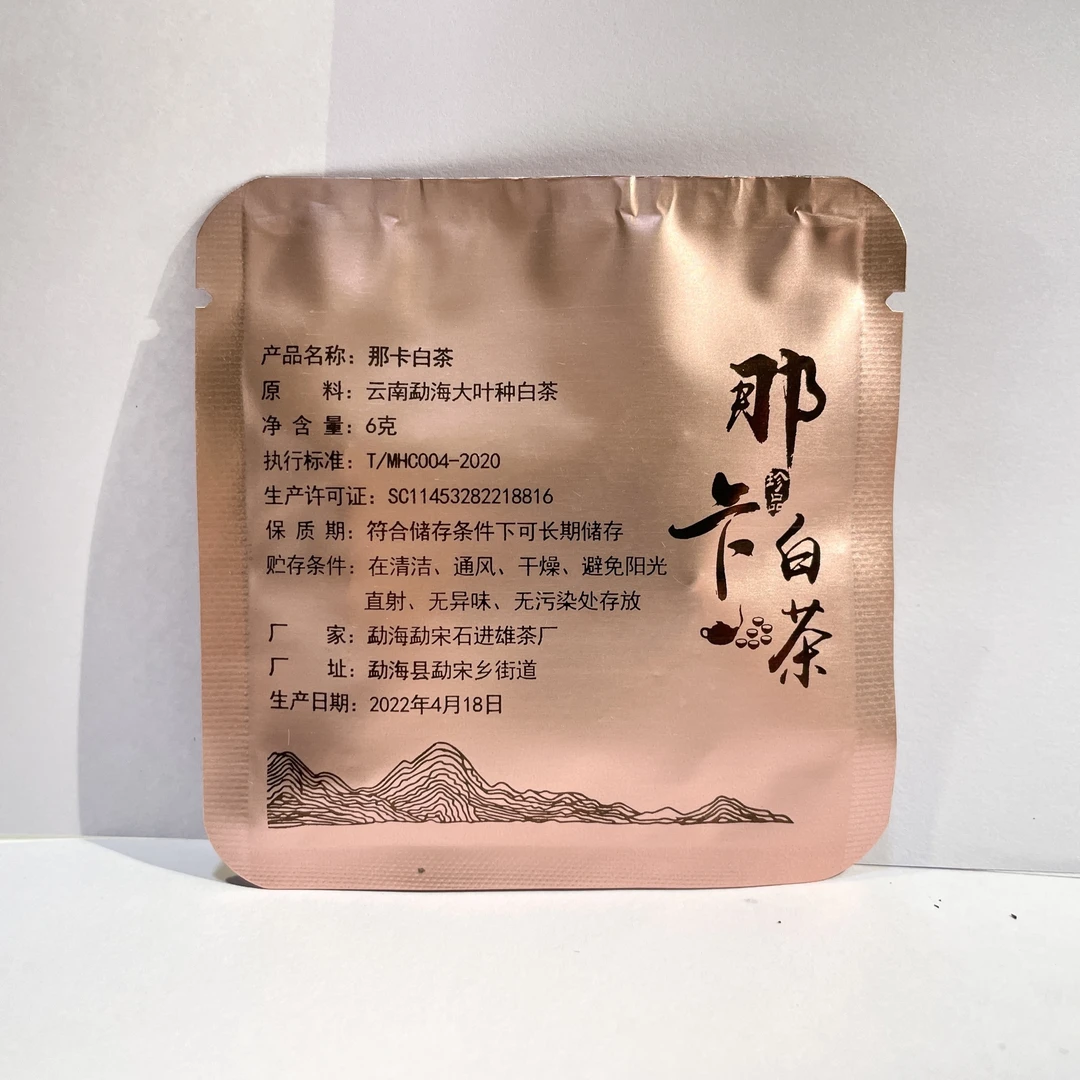 产品名称：那卡白茶
原 料：云南勐海大叶种白茶
净 含 量：6克
执行标准：T/MHC004-2020
生产许可证：SC11453282218816
保 质 期：符合储存条件下可长期储存
贮存条件：在清洁、通风、干燥、避免阳光
直射、无异味、无污染处存放
厂 家：勐海勐宋石进雄茶厂
厂 址：勐海县勐宋乡街道
生产日期：2022年4月18日
那卡
白茶